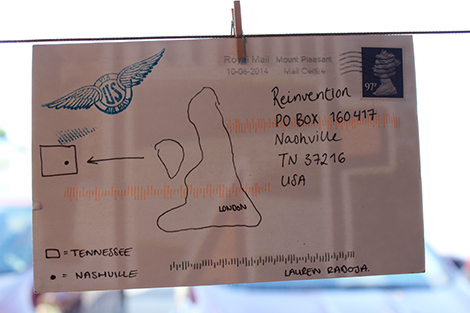 Royal Mail Mount Pleasant
10-06-2014 Mail Centre
97P
Reinvention
PO BOX 160417
Nashville
TN 37216
USA
LONDON
= TENNESSEE
= NASHVILLE
LAUREN RADOJA.